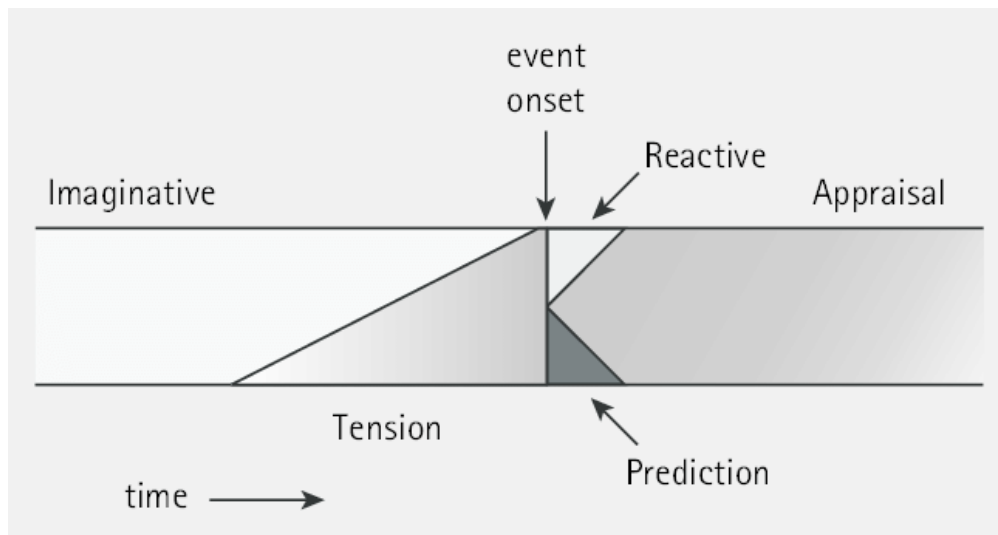 event
onset
Reactive
Imaginative
Appraisal
Tension
Prediction
time